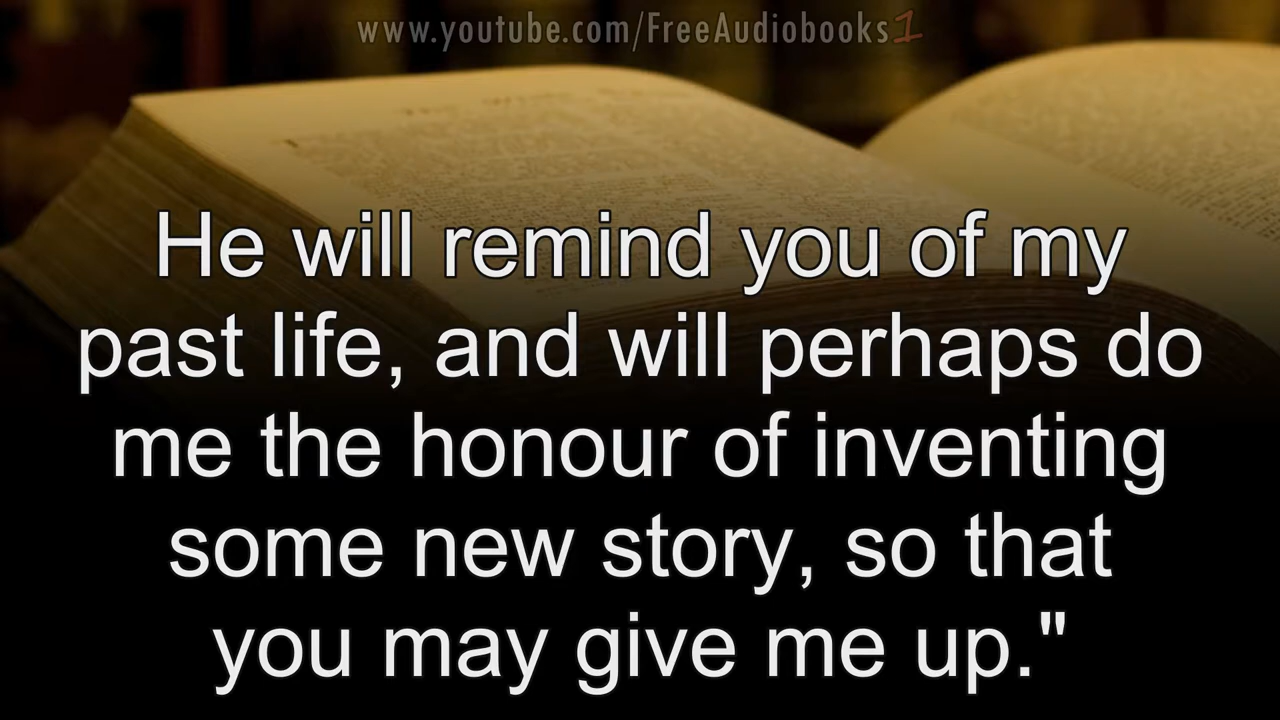 www.youtube.com/FreeAudiobooks1
He will remind you of my
past life, and will perhaps do
me the honour of inventing
some new story, so that
you may give me up."